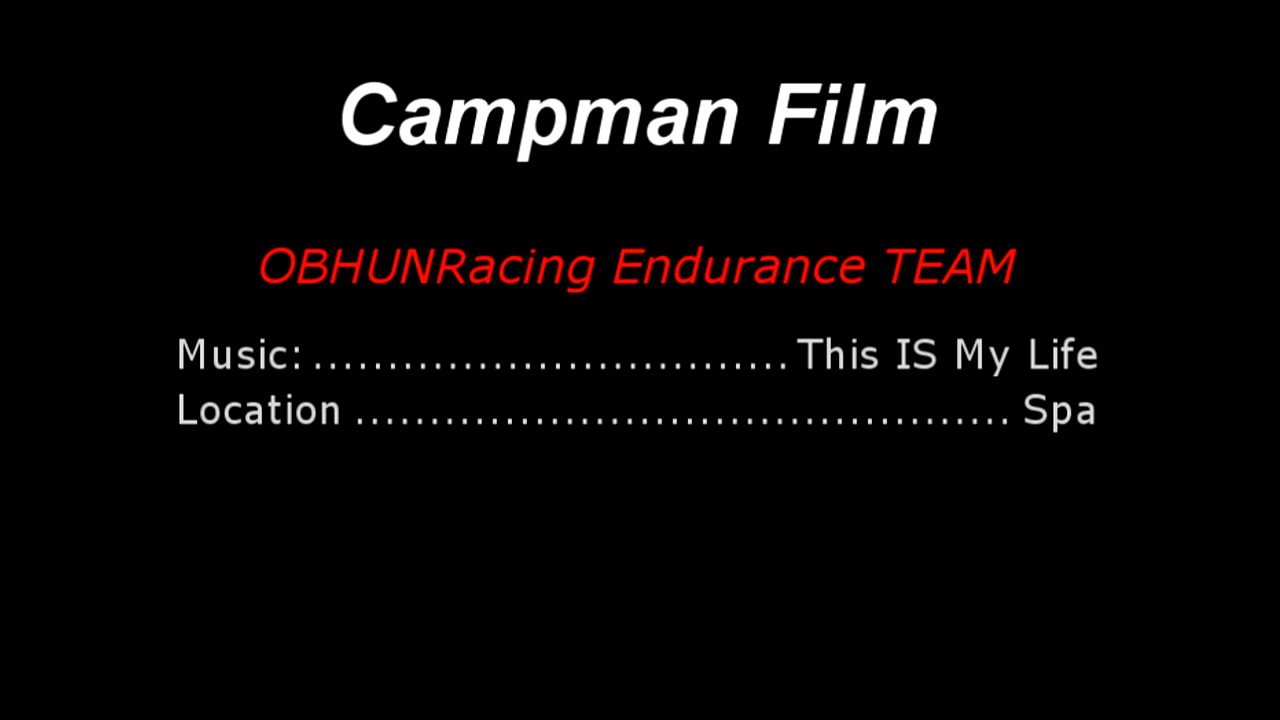 Campman Film
OBHUNRacing Endurance TEAM
Music: ................................ This IS My Life
Location ............................................ Spa